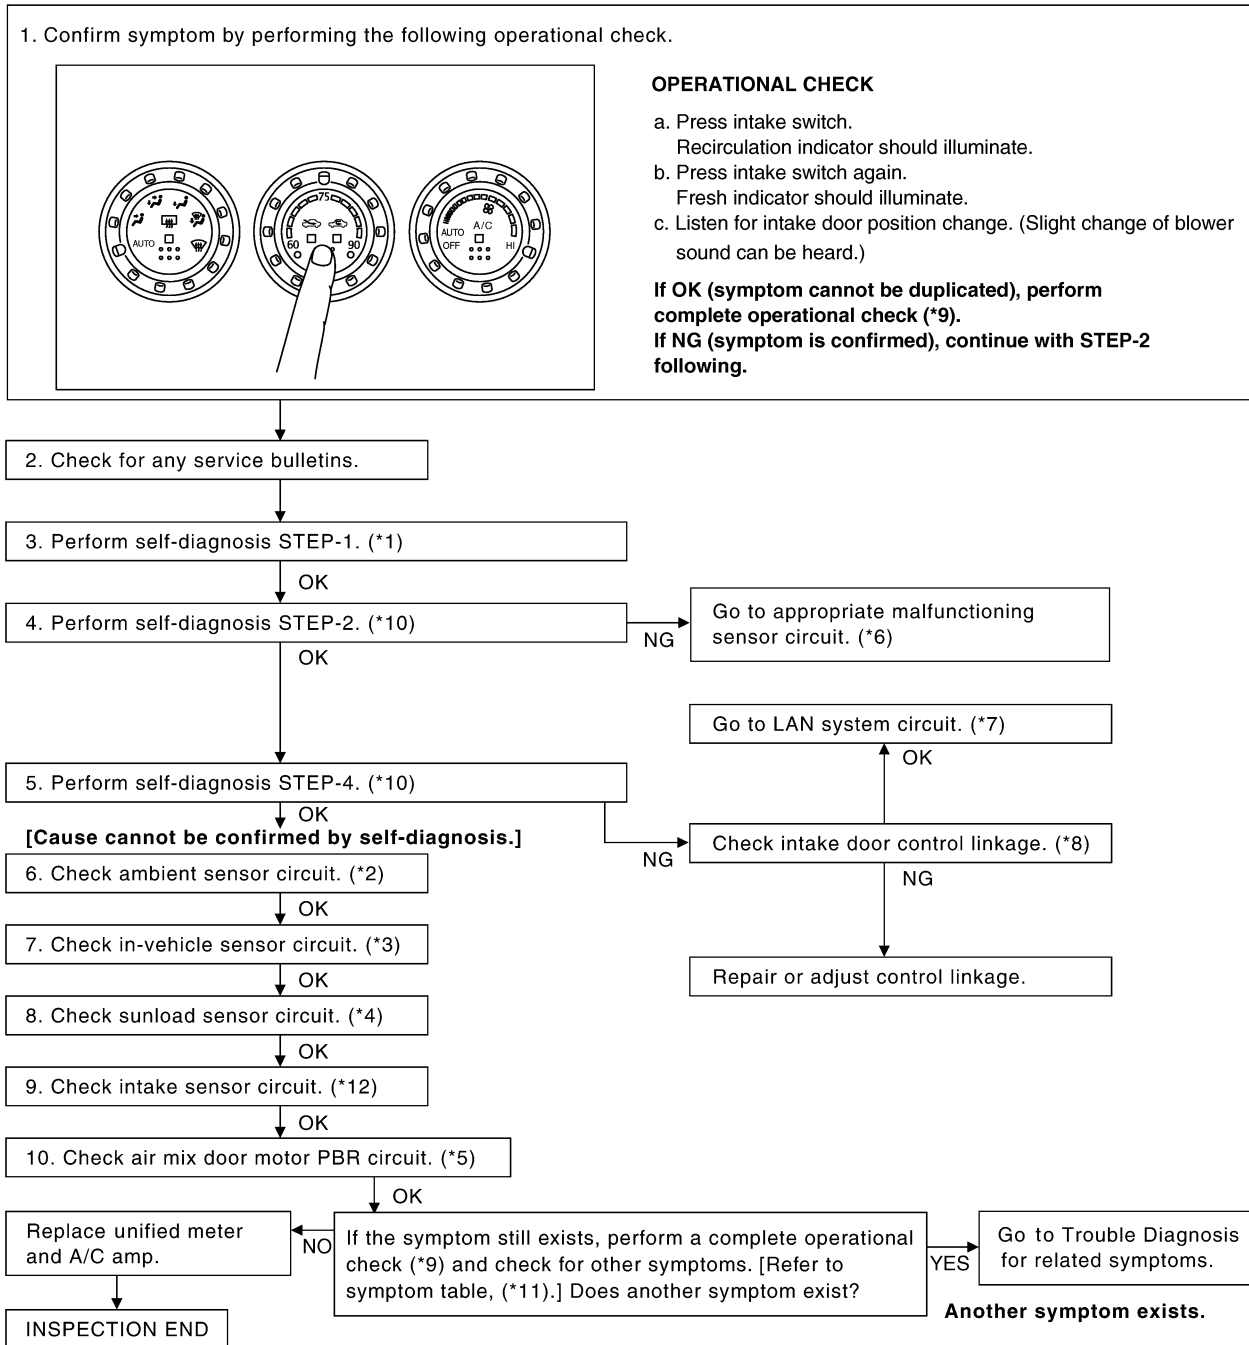 1. Confirm symptom by performing the following operational check.
AUTO
75
60
90
A/C
AUTO
OFF
HI
OPERATIONAL CHECK
a. Press intake switch.
Recirculation indicator should illuminate.
b. Press intake switch again.
Fresh indicator should illuminate.
c. Listen for intake door position change. (Slight change of blower
sound can be heard.)
If OK (symptom cannot be duplicated), perform
complete operational check (*9).
If NG (symptom is confirmed), continue with STEP-2
following.
2. Check for any service bulletins.
3. Perform self-diagnosis STEP-1. (*1)
OK
4. Perform self-diagnosis STEP-2. (*10)
NG
Go to appropriate malfunctioning
sensor circuit. (*6)
OK
Go to LAN system circuit. (*7)
OK
5. Perform self-diagnosis STEP-4. (*10)
OK
[Cause cannot be confirmed by self-diagnosis.]
NG
Check intake door control linkage. (*8)
NG
Repair or adjust control linkage.
6. Check ambient sensor circuit. (*2)
OK
7. Check in-vehicle sensor circuit. (*3)
OK
8. Check sunload sensor circuit. (*4)
OK
9. Check intake sensor circuit. (*12)
OK
10. Check air mix door motor PBR circuit. (*5)
OK
If the symptom still exists, perform a complete operational
check (*9) and check for other symptoms. [Refer to
symptom table, (*11).] Does another symptom exist?
NO
Replace unified meter
and A/C amp.
INSPECTION END
YES
Go to Trouble Diagnosis
for related symptoms.
Another symptom exists.